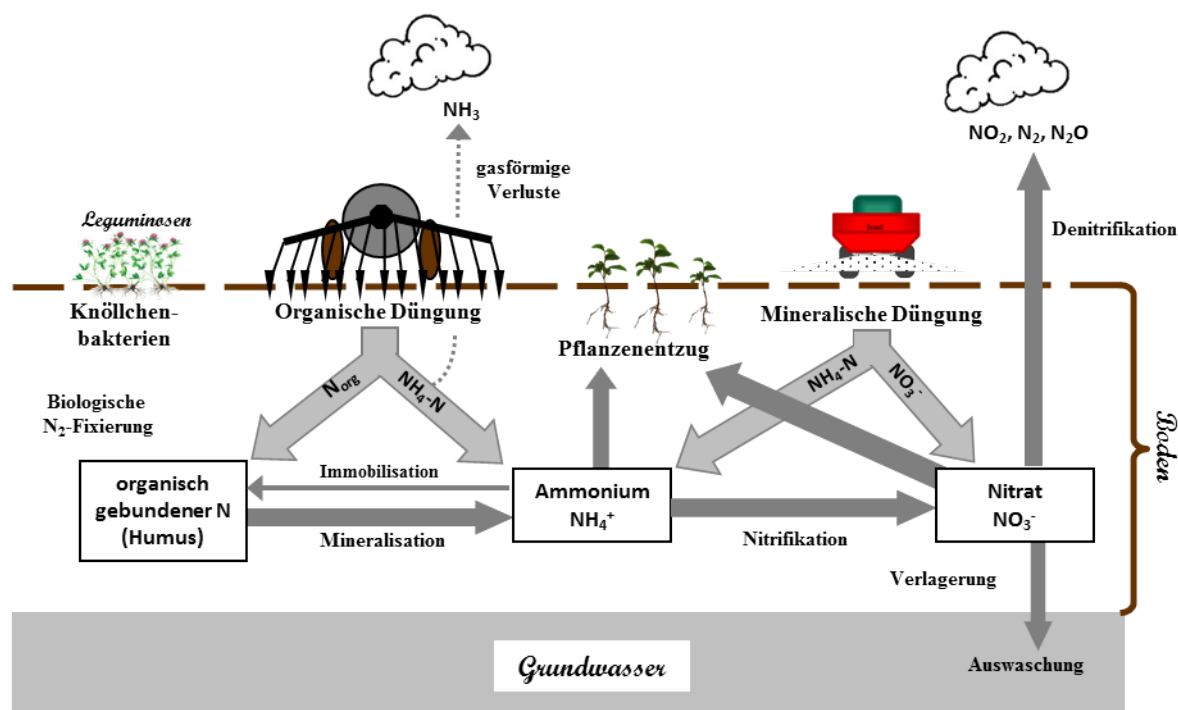 NH₃
NO₂, N₂, N₂O
gasförmige
Verluste
Leguminosen
Denitrifikation
Knöllchen-
bakterien
Organische Düngung
Mineralische Düngung
Pflanzenentzug
N_org
NH₄-N
NH₄-N
NO₃⁻
Biologische
N₂-Fixierung
Boden
organisch
gebundener N
(Humus)
Immobilisation
Mineralisation
Ammonium
NH₄⁺
Nitrifikation
Nitrat
NO₃⁻
Verlagerung
Grundwasser
Auswaschung